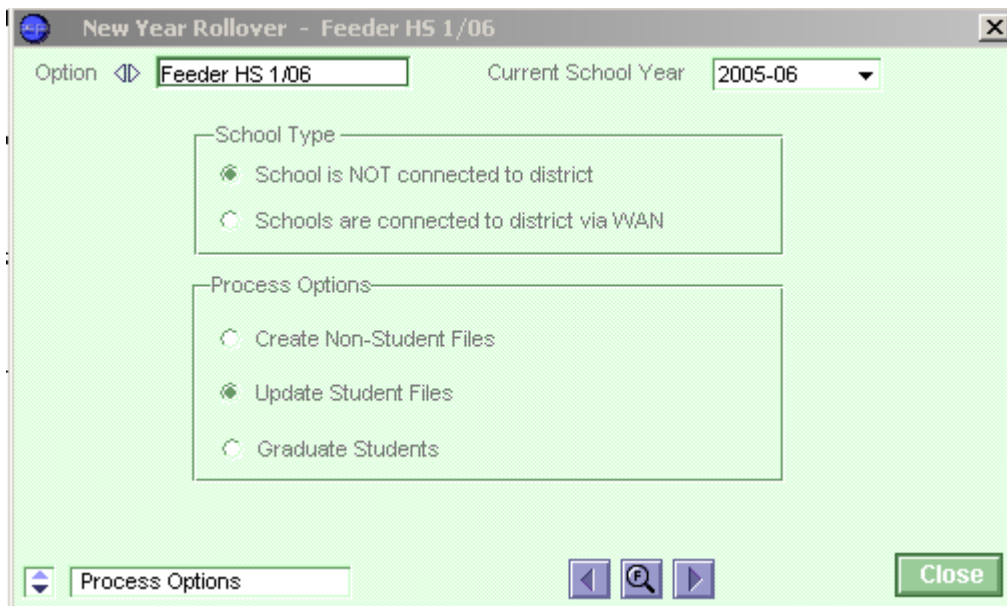 New Year Rollover - Feeder HS 1/06
Option Feeder HS 1/06 Current School Year 2005-06
School Type
School is NOT connected to district
Schools are connected to district via WAN
Process Options
Create Non-Student Files
Update Student Files
Graduate Students
Process Options Close